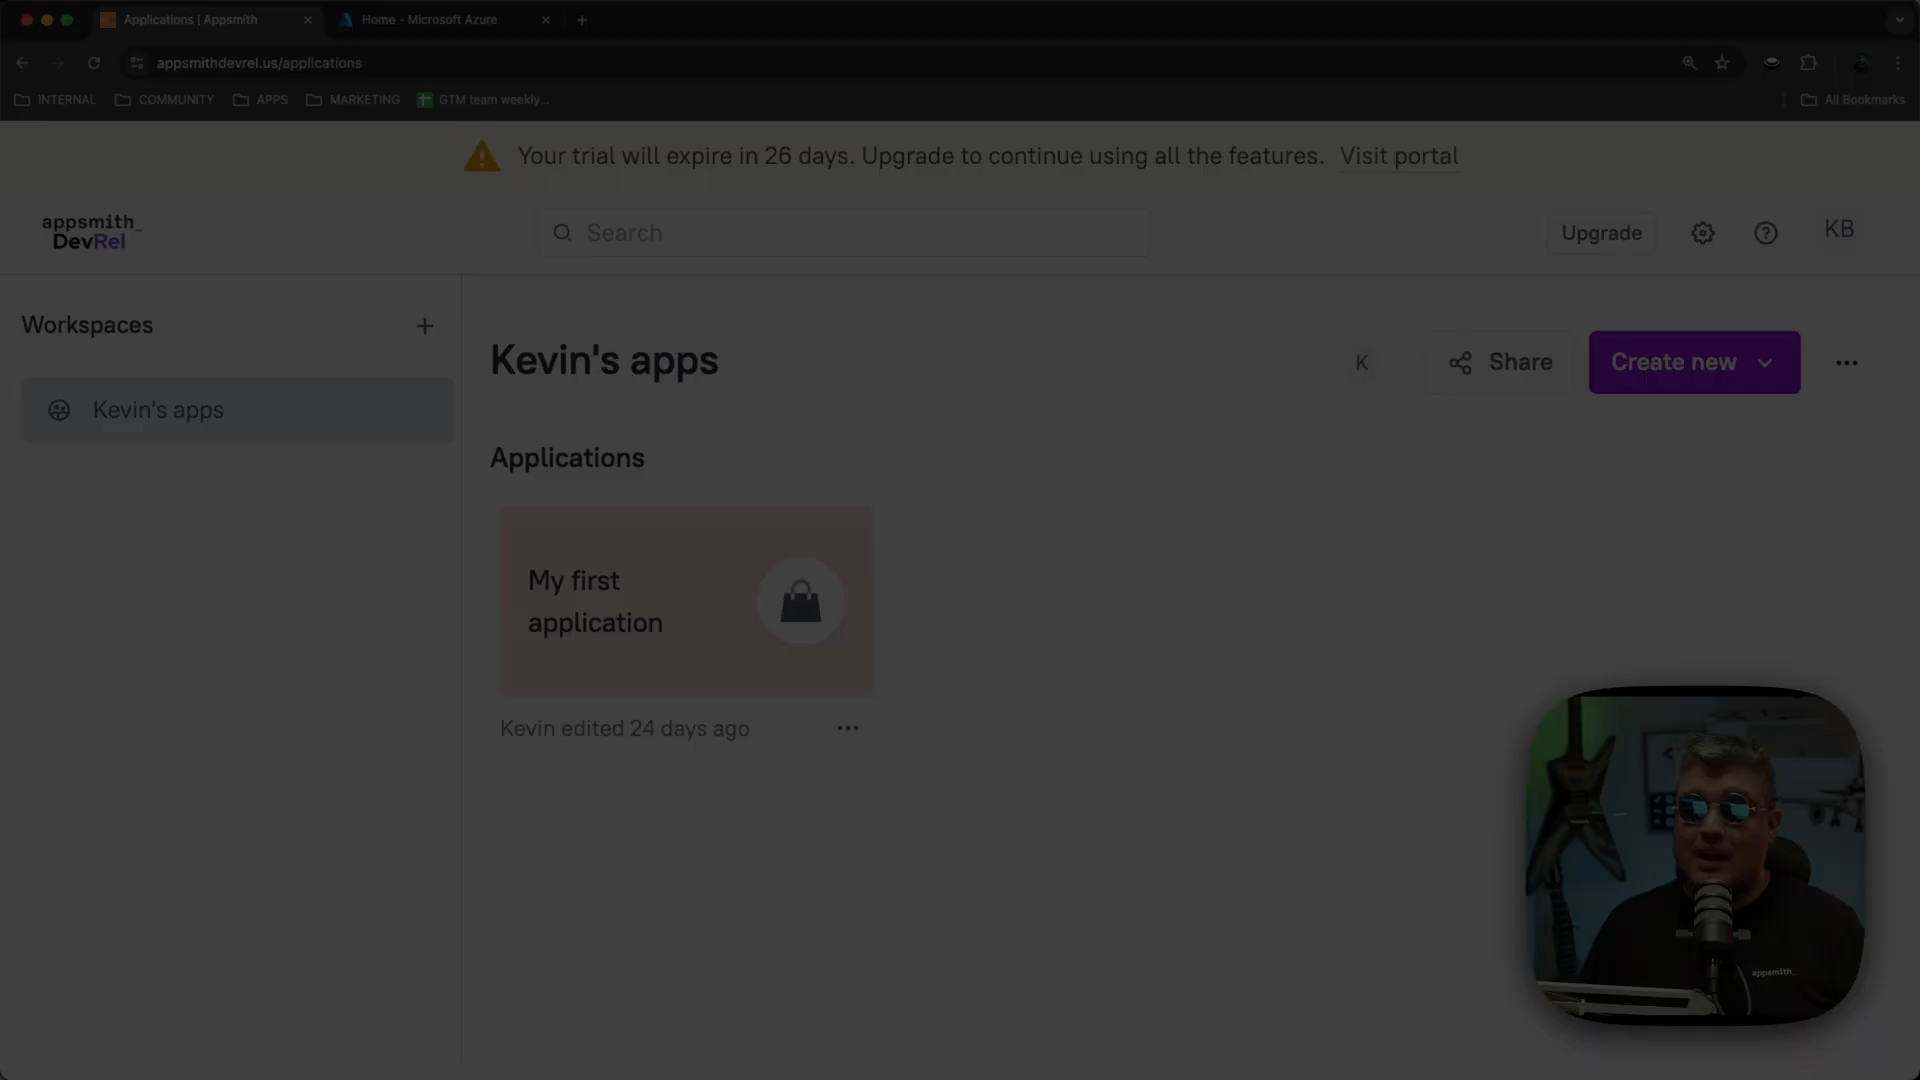 Applications | Appsmith
Home - Microsoft Azure
appsmithdevrel.us/applications
INTERNAL
COMMUNITY
APPS
MARKETING
GTM team weekly...
All Bookmarks
Your trial will expire in 26 days. Upgrade to continue using all the features. Visit portal
appsmith_
DevRel
Search
Upgrade
KB
Workspaces
Kevin's apps
Kevin's apps
K
Share
Create new
Applications
My first
application
Kevin edited 24 days ago
appsmith_